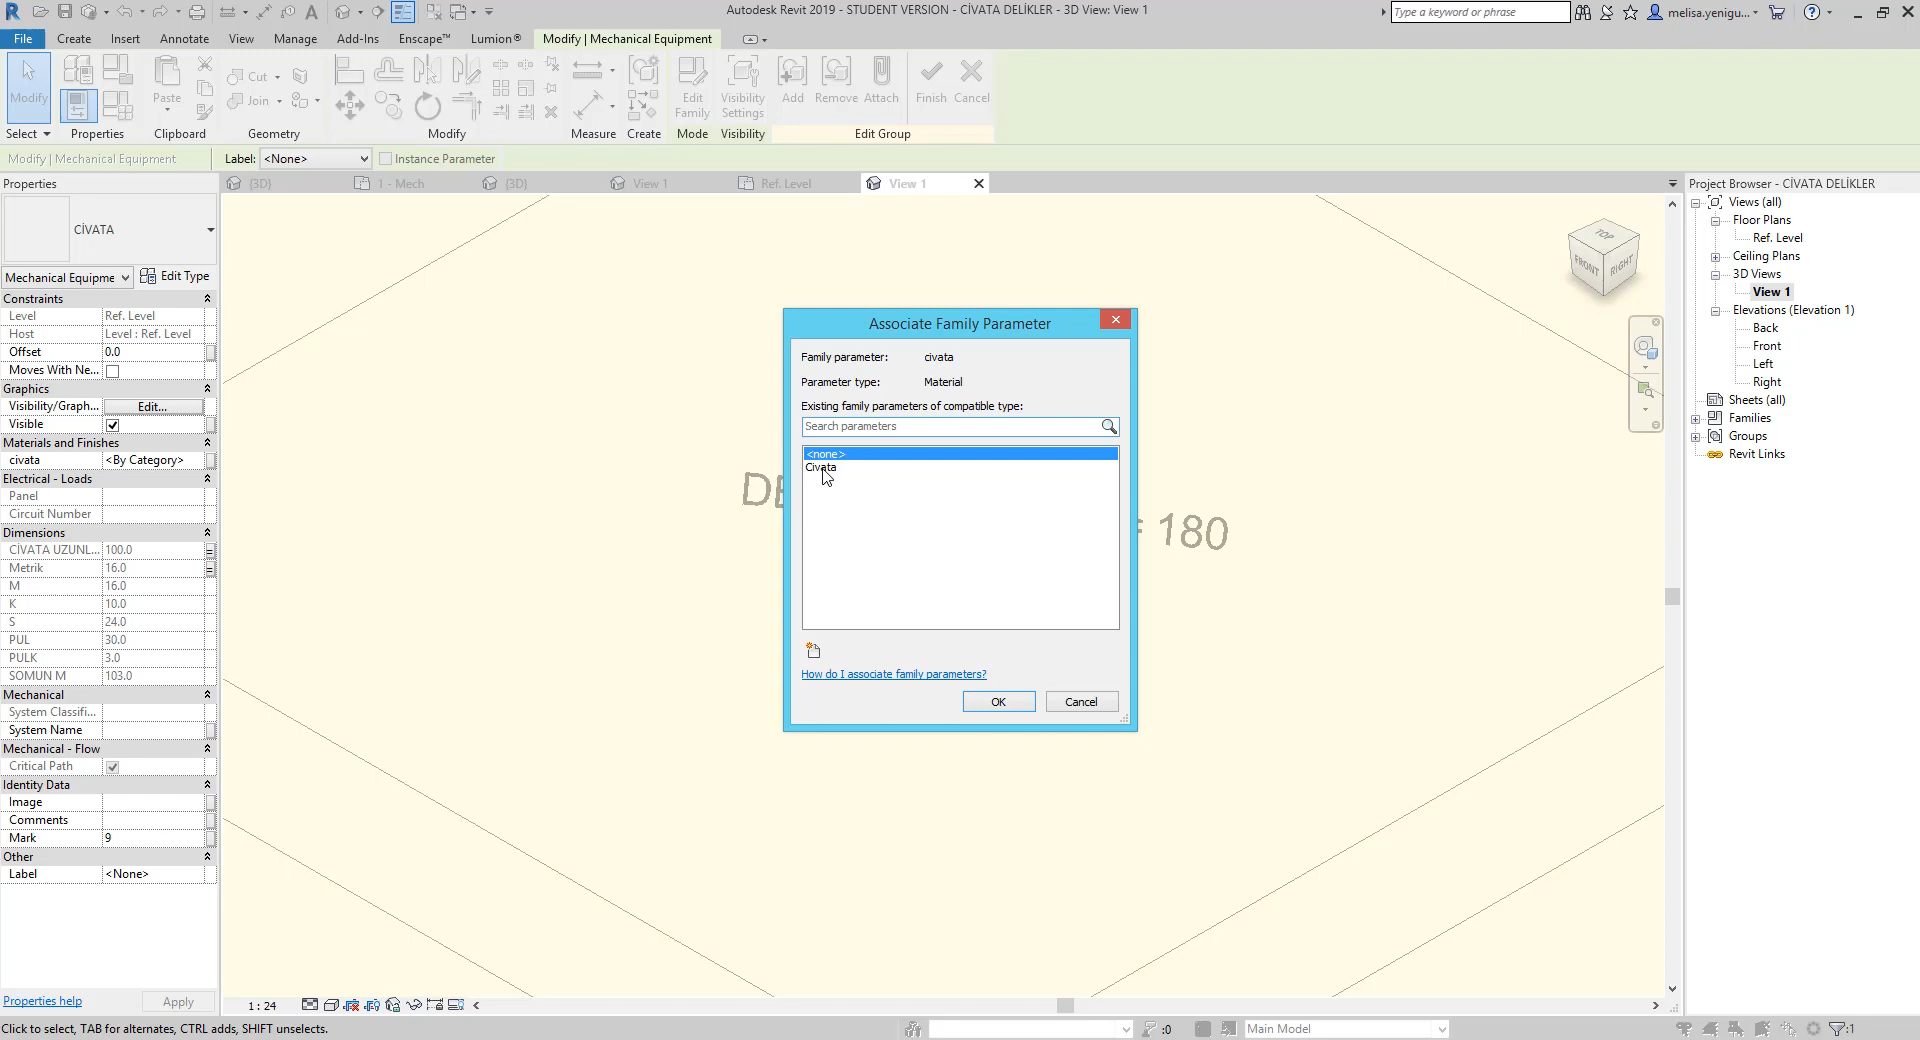 Autodesk Revit 2019 - STUDENT VERSION - CİVATA DELİKLER - 3D View: View 1
Type a keyword or phrase
melisa.yenigu...
File Create Insert Annotate View Manage Add-Ins Enscape™ Lumion® Modify | Mechanical Equipment
Modify Paste Cut Join Edit Family Visibility Settings Add Remove Attach Finish Cancel
Select Properties Clipboard Geometry Modify Measure Create Mode Visibility Edit Group
Modify | Mechanical Equipment Label: <None> Instance Parameter
Properties
{3D} 1 - Mech {3D} View 1 Ref. Level View 1
Project Browser - CİVATA DELİKLER
CİVATA
Mechanical Equipme Edit Type
Constraints
Level Ref. Level
Host Level : Ref. Level
Offset 0.0
Moves With Ne...
Graphics
Visibility/Graph... Edit...
Visible
Materials and Finishes
civata <By Category>
Electrical - Loads
Panel
Circuit Number
Dimensions
CİVATA UZUNL... 100.0
Metrik 16.0
M 16.0
K 10.0
S 24.0
PUL 30.0
PULK 3.0
SOMUN M 103.0
Mechanical
System Classifi...
System Name
Mechanical - Flow
Critical Path
Identity Data
Image
Comments
Mark 9
Other
Label <None>
Properties help Apply
Associate Family Parameter
Family parameter: civata
Parameter type: Material
Existing family parameters of compatible type:
Search parameters
<none>
Civata
How do I associate family parameters?
OK Cancel
= 180
TOP
FRONT RIGHT
Views (all)
Floor Plans
Ref. Level
Ceiling Plans
3D Views
View 1
Elevations (Elevation 1)
Back
Front
Left
Right
Sheets (all)
Families
Groups
Revit Links
1 : 24
Click to select, TAB for alternates, CTRL adds, SHIFT unselects.
:0 Main Model :1